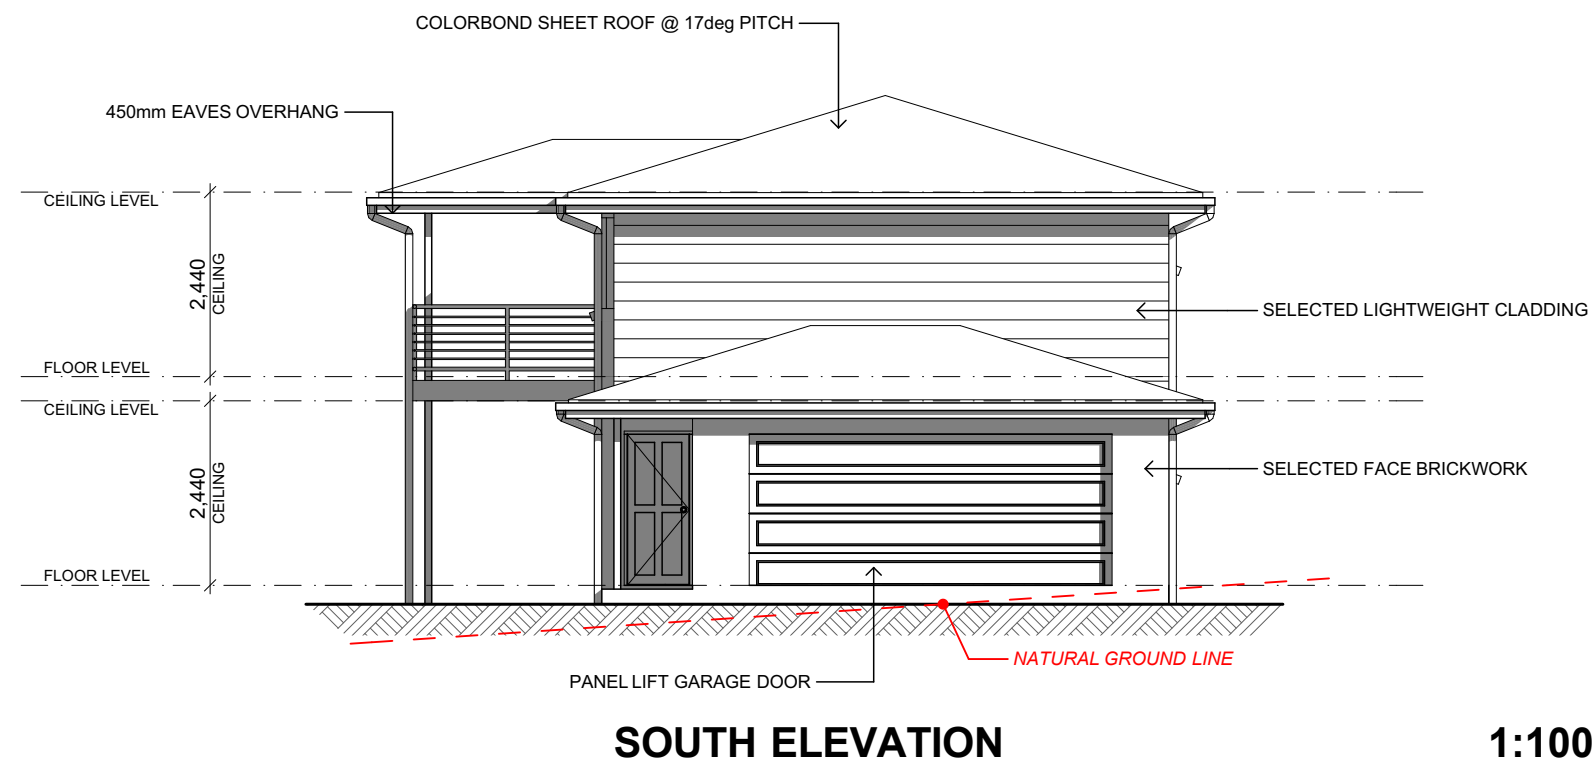 COLORBOND SHEET ROOF @ 17deg PITCH
450mm EAVES OVERHANG
CEILING LEVEL
2,440
CEILING
SELECTED LIGHTWEIGHT CLADDING
FLOOR LEVEL
CEILING LEVEL
2,440
CEILING
SELECTED FACE BRICKWORK
FLOOR LEVEL
NATURAL GROUND LINE
PANEL LIFT GARAGE DOOR
SOUTH ELEVATION
1:100